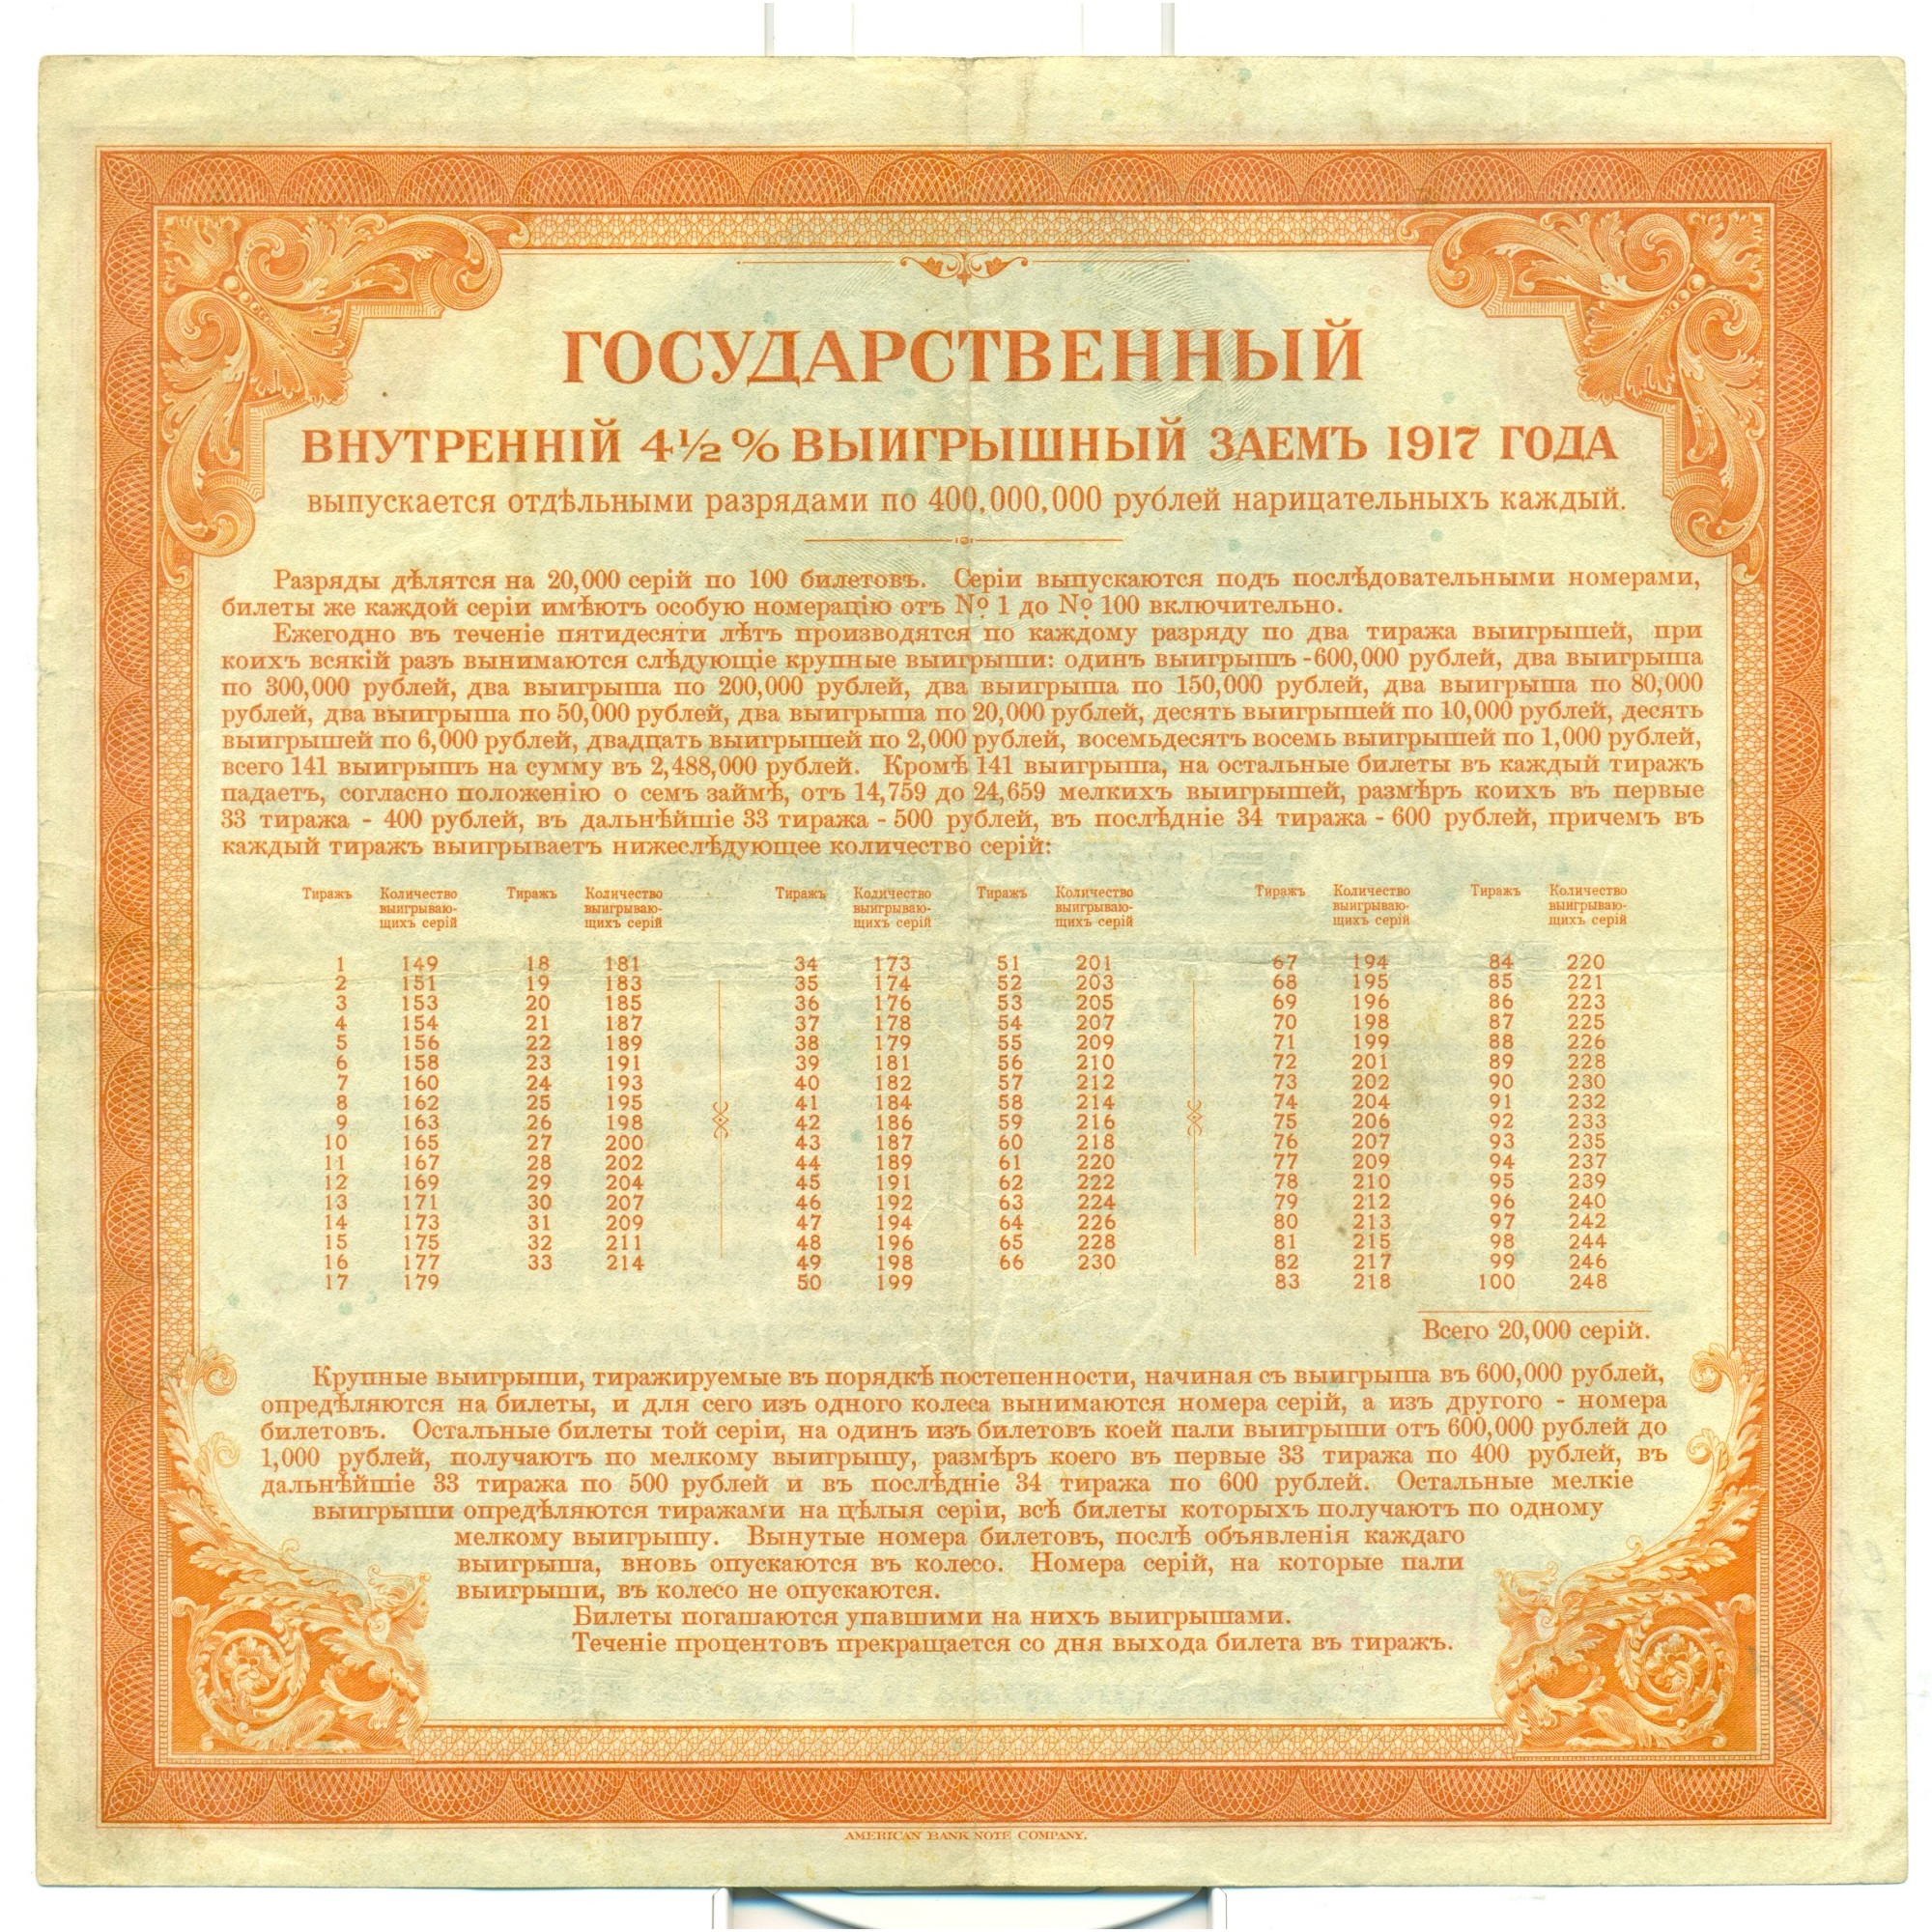 ГОСУДАРСТВЕННЫЙ
ВНУТРЕННІЙ 4½ % ВЫИГРЫШНЫЙ ЗАЕМЪ 1917 ГОДА
выпускается отдѣльными разрядами по 400,000,000 рублей нарицательныхъ каждый.
Разряды дѣлятся на 20,000 серій по 100 билетовъ. Серіи выпускаются подъ послѣдовательными номерами,
билеты же каждой серіи имѣютъ особую номерацію отъ № 1 до № 100 включительно.
Ежегодно въ теченіе пятидесяти лѣтъ производятся по каждому разряду по два тиража выигрышей, при
коихъ всякій разъ вынимаются слѣдующіе крупные выигрыши: одинъ выигрышъ -600,000 рублей, два выигрыша
по 300,000 рублей, два выигрыша по 200,000 рублей, два выигрыша по 150,000 рублей, два выигрыша по 80,000
рублей, два выигрыша по 50,000 рублей, два выигрыша по 20,000 рублей, десять выигрышей по 10,000 рублей, десять
выигрышей по 6,000 рублей, двадцать выигрышей по 2,000 рублей, восемьдесятъ восемь выигрышей по 1,000 рублей,
всего 141 выигрышъ на сумму въ 2,488,000 рублей. Кромѣ 141 выигрыша, на остальные билеты въ каждый тиражъ
падаетъ, согласно положенію о семъ займѣ, отъ 14,759 до 24,659 мелкихъ выигрышей, размѣръ коихъ въ первые
33 тиража - 400 рублей, въ дальнѣйшіе 33 тиража - 500 рублей, въ послѣдніе 34 тиража - 600 рублей, причемъ въ
каждый тиражъ выигрываетъ нижеслѣдующее количество серій:
Тиражъ Количество Тиражъ Количество Тиражъ Количество Тиражъ Количество Тиражъ Количество Тиражъ Количество
выигрываю- выигрываю- выигрываю- выигрываю- выигрываю- выигрываю-
щихъ серій щихъ серій щихъ серій щихъ серій щихъ серій щихъ серій
1 149 18 181 34 173 51 201 67 194 84 220
2 151 19 183 35 174 52 203 68 195 85 221
3 153 20 185 36 176 53 205 69 196 86 223
4 154 21 187 37 178 54 207 70 198 87 225
5 156 22 189 38 179 55 209 71 199 88 226
6 158 23 191 39 181 56 210 72 201 89 228
7 160 24 193 40 182 57 212 73 202 90 230
8 162 25 195 41 184 58 214 74 204 91 232
9 163 26 198 42 186 59 216 75 206 92 233
10 165 27 200 43 187 60 218 76 207 93 235
11 167 28 202 44 189 61 220 77 209 94 237
12 169 29 204 45 191 62 222 78 210 95 239
13 171 30 207 46 192 63 224 79 212 96 240
14 173 31 209 47 194 64 226 80 213 97 242
15 175 32 211 48 196 65 228 81 215 98 244
16 177 33 214 49 198 66 230 82 217 99 246
17 179 50 199 83 218 100 248
Всего 20,000 серій.
Крупные выигрыши, тиражируемые въ порядкѣ постепенности, начиная съ выигрыша въ 600,000 рублей,
опредѣляются на билеты, и для сего изъ одного колеса вынимаются номера серій, а изъ другого - номера
билетовъ. Остальные билеты той серіи, на одинъ изъ билетовъ коей пали выигрыши отъ 600,000 рублей до
1,000 рублей, получаютъ по мелкому выигрышу, размѣръ коего въ первые 33 тиража по 400 рублей, въ
дальнѣйшіе 33 тиража по 500 рублей и въ послѣдніе 34 тиража по 600 рублей. Остальные мелкіе
выигрыши опредѣляются тиражами на цѣлыя серіи, всѣ билеты которыхъ получаютъ по одному
мелкому выигрышу. Вынутые номера билетовъ, послѣ объявленія каждаго
выигрыша, вновь опускаются въ колесо. Номера серій, на которые пали
выигрыши, въ колесо не опускаются.
Билеты погашаются упавшими на нихъ выигрышами.
Теченіе процентовъ прекращается со дня выхода билета въ тиражъ.
AMERICAN BANK NOTE COMPANY.